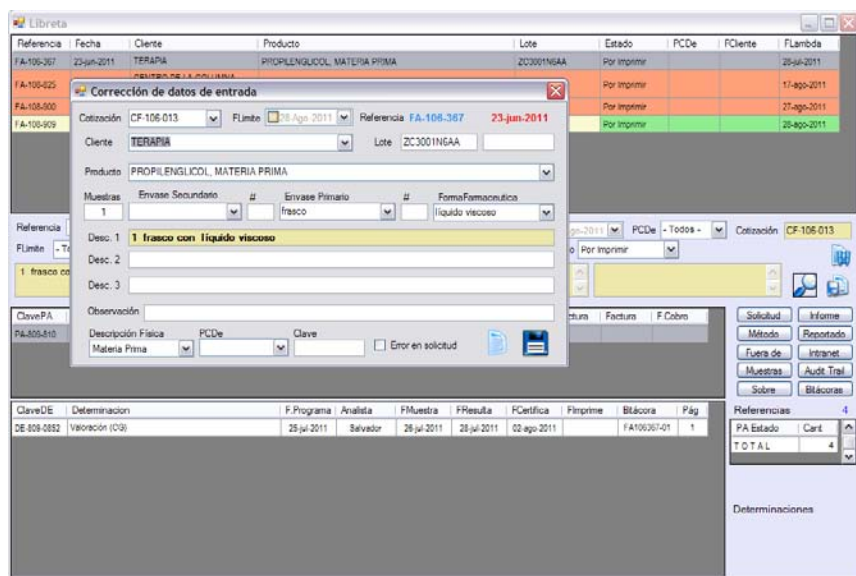 Libreta
Referencia Fecha Cliente Producto Lote Estado PCDe FCliente FLambda
FA-106-367 23-jun-2011 TERAPIA PROPILENGLICOL, MATERIA PRIMA ZC3001N6AA Por Imprimir 28-jul-2011
FA-108-825 Por Imprimir 17-ago-2011
FA-108-900 Por Imprimir 27-ago-2011
FA-108-909 Por Imprimir 28-ago-2011
Corrección de datos de entrada
Cotización CF-106-013 FLimite 28-Ago-2011 Referencia FA-106-367 23-jun-2011
Cliente TERAPIA Lote ZC3001N6AA
Producto PROPILENGLICOL, MATERIA PRIMA
Muestras Envase Secundario # Envase Primario # FormaFarmaceutica
1 frasco líquido viscoso
Desc. 1 1 frasco con líquido viscoso
Desc. 2
Desc. 3
Observación
Descripción Física PCDe Clave
Materia Prima Error en solicitud
Referencia PCDe - Todos - Cotización CF-106-013
FLimite Por Imprimir
1 frasco
ClavePA Factura F.Cobro
PA-808-810
Solicitud Informe
Método Reportado
Fuera de Intranet
Muestras Audit Trail
Sobre Bitácoras
ClaveDE Determinacion F.Programa Analista FMuestra FResulta FCertifica FImprime Bitácora Pág
DE-809-0852 Valoración (CG) 25-jul-2011 Salvador 26-jul-2011 28-jul-2011 02-ago-2011 FA106367-01 1
Referencias 4
PA Estado Cant
TOTAL 4
Determinaciones